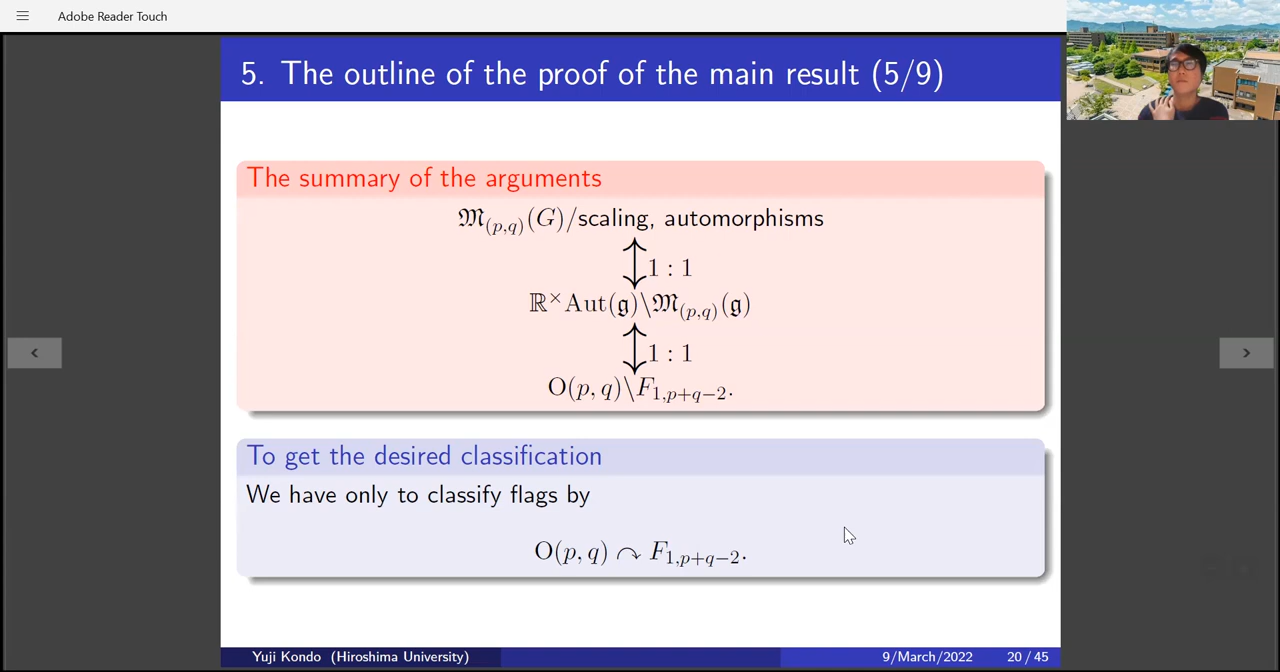 Adobe Reader Touch
5. The outline of the proof of the main result (5/9)
The summary of the arguments
𝔐₍ₚ,q₎(G)/scaling, automorphisms
1 : 1
ℝ×Aut(𝔤)\𝔐₍ₚ,q₎(𝔤)
1 : 1
O(p, q)\F₁,ₚ₊q₋₂.
To get the desired classification
We have only to classify flags by
O(p, q) ↷ F₁,ₚ₊q₋₂.
Yuji Kondo (Hiroshima University) 9/March/2022 20 / 45